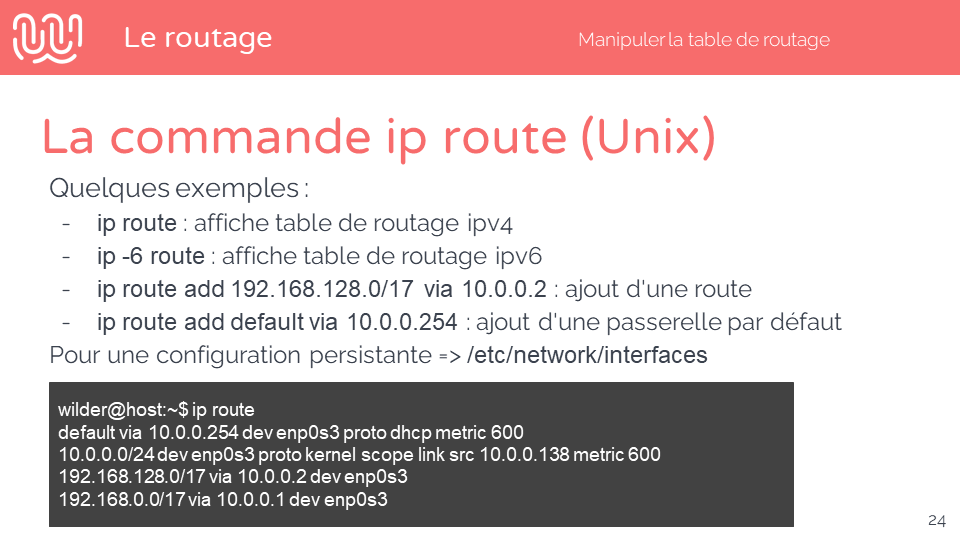 Le routage
Manipuler la table de routage
La commande ip route (Unix)
Quelques exemples :
- ip route : affiche table de routage ipv4
- ip -6 route : affiche table de routage ipv6
- ip route add 192.168.128.0/17 via 10.0.0.2 : ajout d'une route
- ip route add default via 10.0.0.254 : ajout d'une passerelle par défaut
Pour une configuration persistante => /etc/network/interfaces
wilder@host:~$ ip route
default via 10.0.0.254 dev enp0s3 proto dhcp metric 600
10.0.0.0/24 dev enp0s3 proto kernel scope link src 10.0.0.138 metric 600
192.168.128.0/17 via 10.0.0.2 dev enp0s3
192.168.0.0/17 via 10.0.0.1 dev enp0s3
24